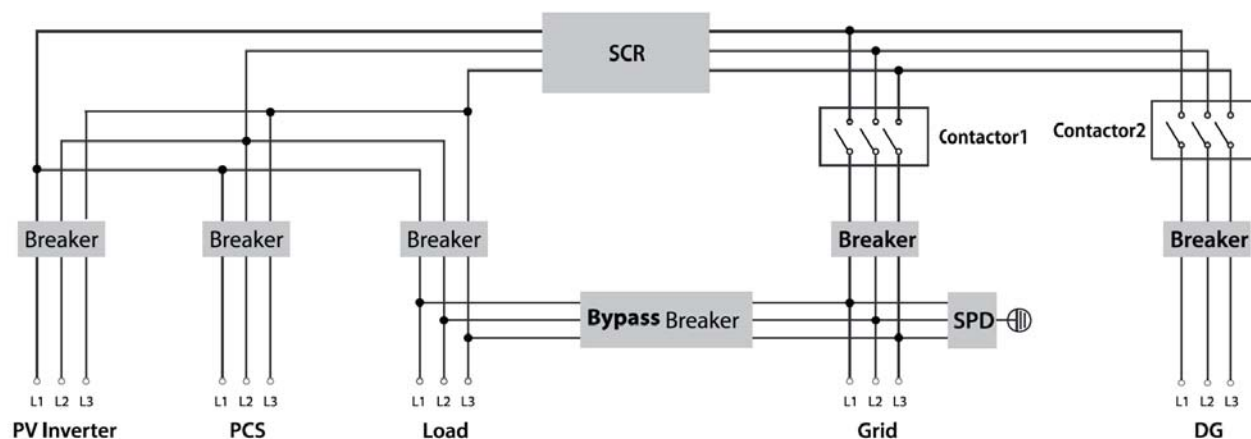 SCR
Contactor1
Contactor2
Breaker
Breaker
Breaker
Breaker
Breaker
Bypass Breaker
SPD
L1 L2 L3
L1 L2 L3
L1 L2 L3
L1 L2 L3
L1 L2 L3
PV Inverter
PCS
Load
Grid
DG